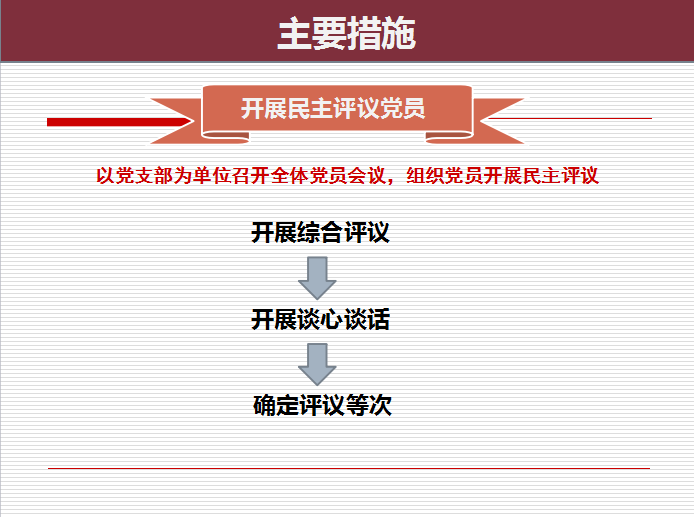 主要措施
开展民主评议党员
以党支部为单位召开全体党员会议，组织党员开展民主评议
开展综合评议
开展谈心谈话
确定评议等次